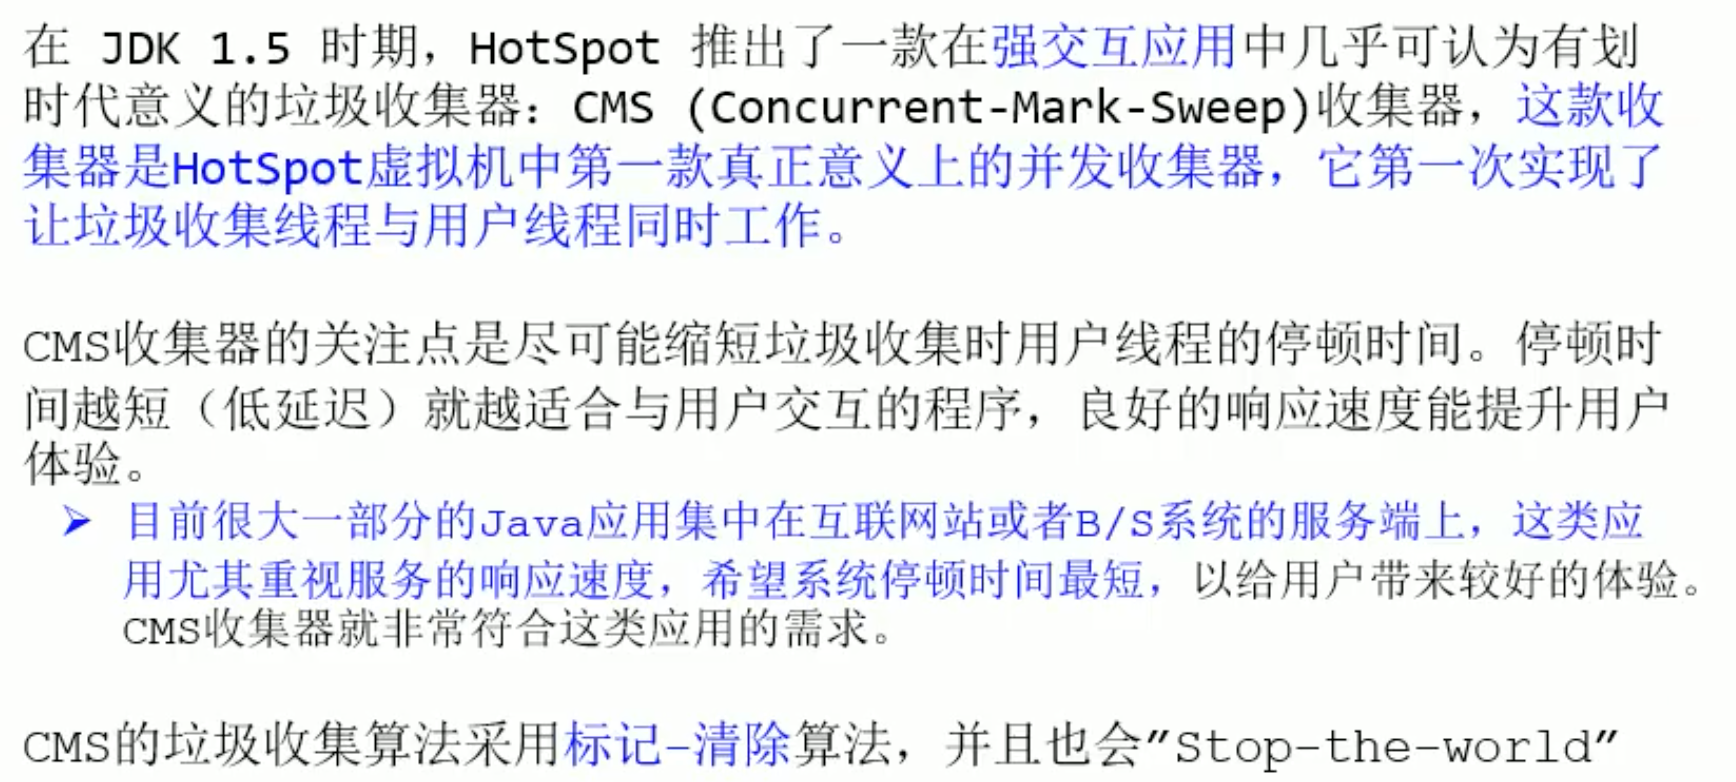 在 JDK 1.5 时期，HotSpot 推出了一款在强交互应用中几乎可认为有划
时代意义的垃圾收集器：CMS (Concurrent-Mark-Sweep)收集器，这款收
集器是HotSpot虚拟机中第一款真正意义上的并发收集器，它第一次实现了
让垃圾收集线程与用户线程同时工作。
CMS收集器的关注点是尽可能缩短垃圾收集时用户线程的停顿时间。停顿时
间越短（低延迟）就越适合与用户交互的程序，良好的响应速度能提升用户
体验。
➢ 目前很大一部分的Java应用集中在互联网站或者B/S系统的服务端上，这类应
用尤其重视服务的响应速度，希望系统停顿时间最短，以给用户带来较好的体验。
CMS收集器就非常符合这类应用的需求。
CMS的垃圾收集算法采用标记-清除算法，并且也会”Stop-the-world”